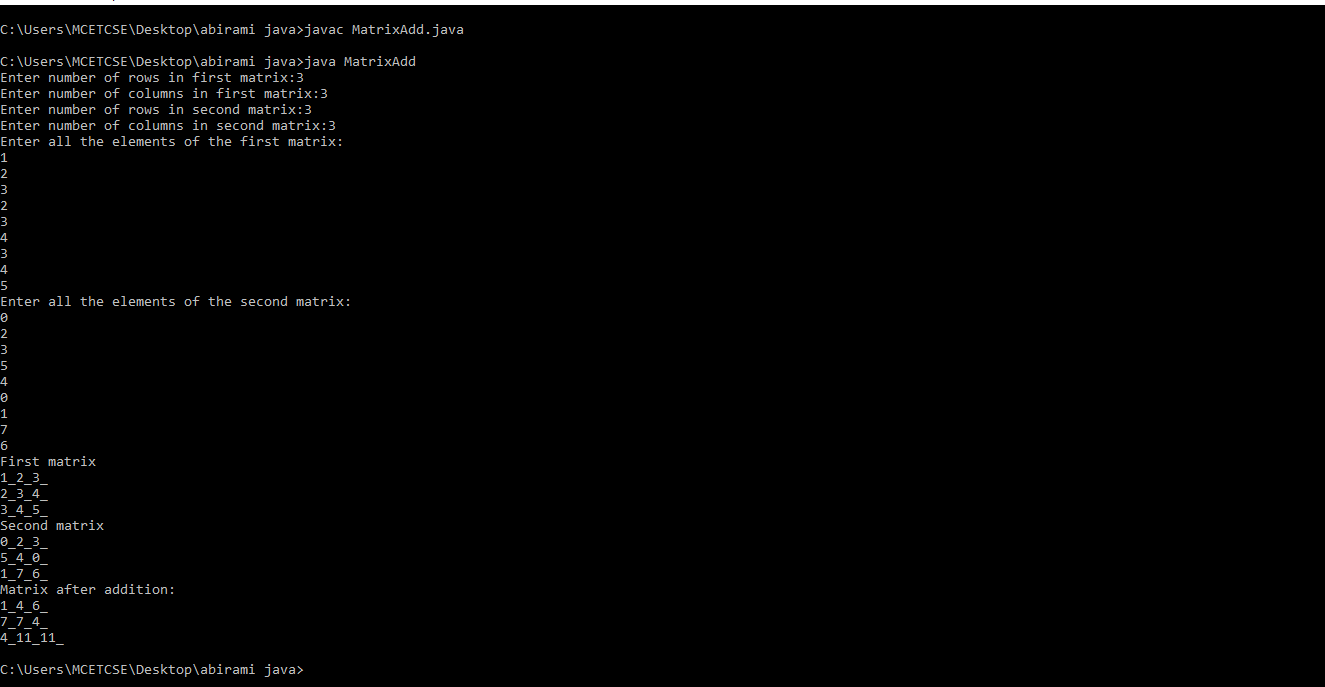 C:\Users\MCETCSE\Desktop\abirami java>javac MatrixAdd.java
C:\Users\MCETCSE\Desktop\abirami java>java MatrixAdd
Enter number of rows in first matrix:3
Enter number of columns in first matrix:3
Enter number of rows in second matrix:3
Enter number of columns in second matrix:3
Enter all the elements of the first matrix:
1
2
3
2
3
4
3
4
5
Enter all the elements of the second matrix:
0
2
3
5
4
0
1
7
6
First matrix
1_2_3_
2_3_4_
3_4_5_
Second matrix
0_2_3_
5_4_0_
1_7_6_
Matrix after addition:
1_4_6_
7_7_4_
4_11_11_
C:\Users\MCETCSE\Desktop\abirami java>